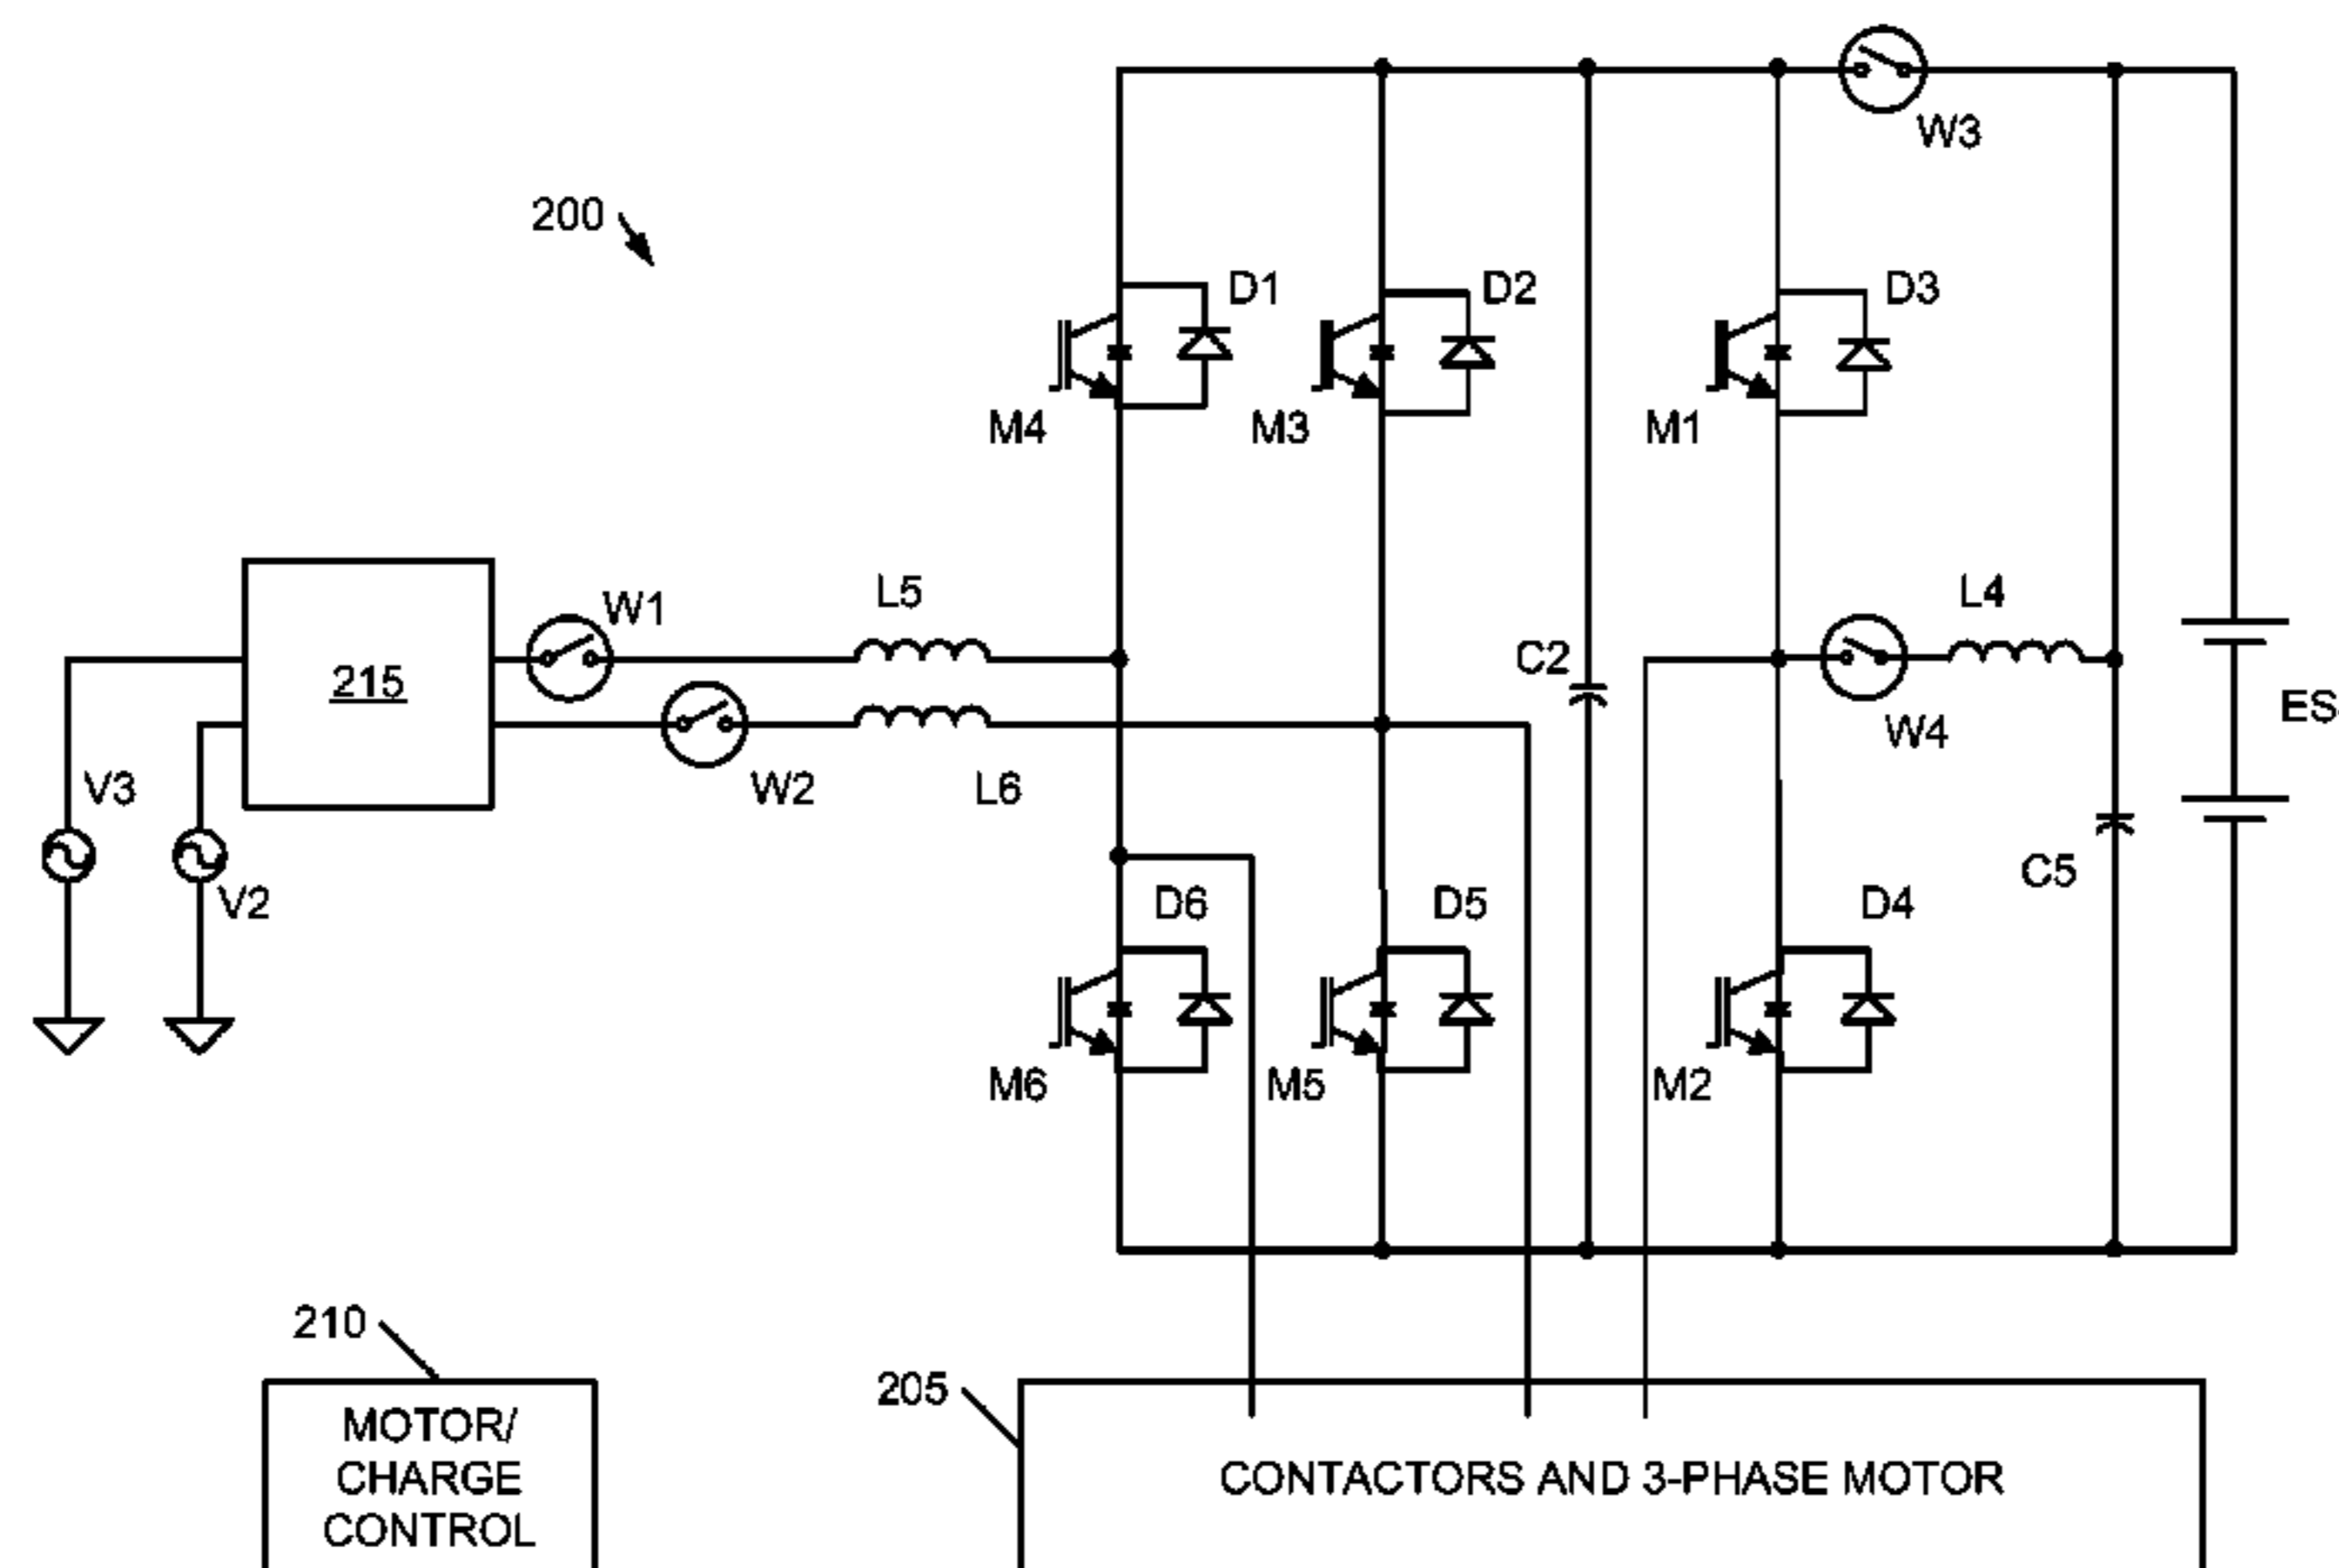 W3
200
D1
D2
D3
M4
M3
M1
W1
L5
L4
215
C2
W4
ES
V3
W2
L6
V2
D6
D5
D4
C5
M6
M5
M2
210
205
MOTOR/
CHARGE
CONTROL
CONTACTORS AND 3-PHASE MOTOR